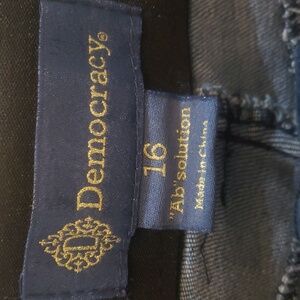 Democracy®
16
"Ab"solution
Made in China